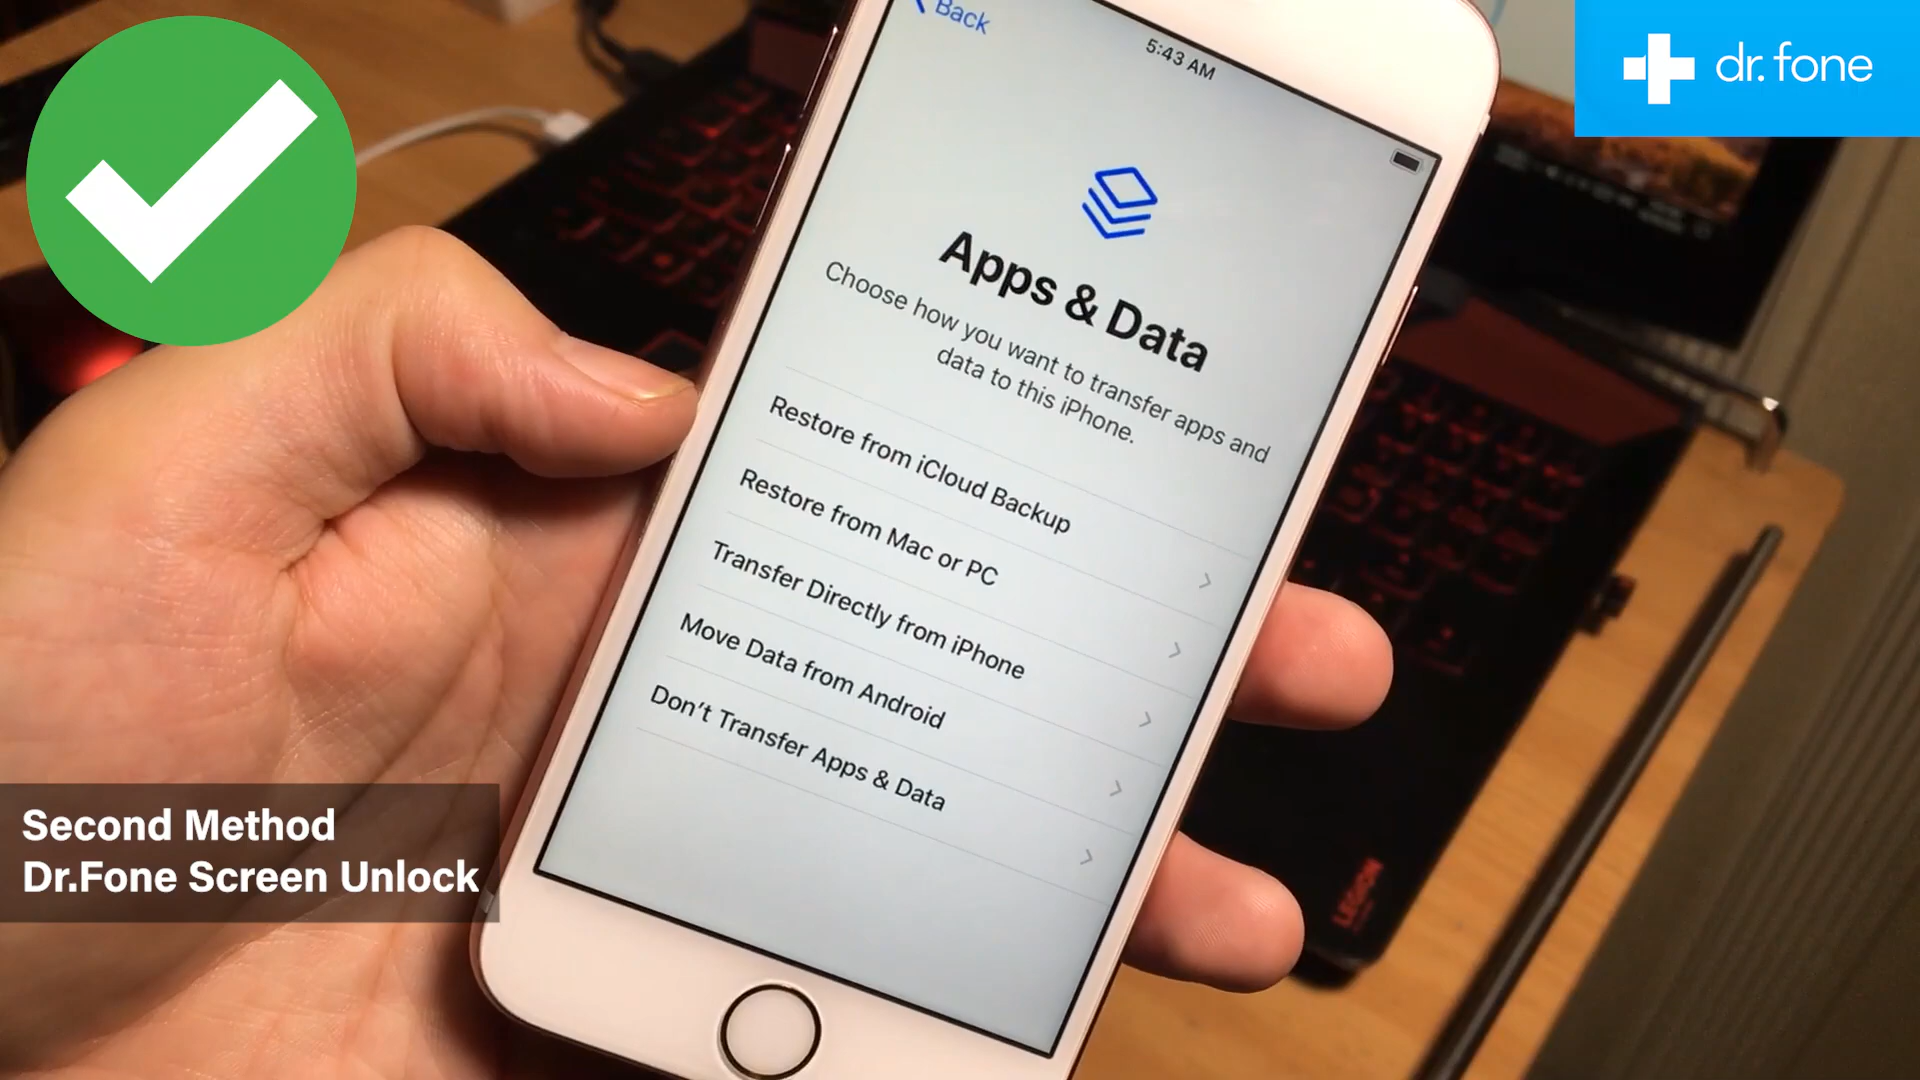 Back
5:43 AM
dr.fone
Apps & Data
Choose how you want to transfer apps and
data to this iPhone.
Restore from iCloud Backup
Restore from Mac or PC
Transfer Directly from iPhone
Move Data from Android
Don't Transfer Apps & Data
Second Method
Dr.Fone Screen Unlock
LEGION